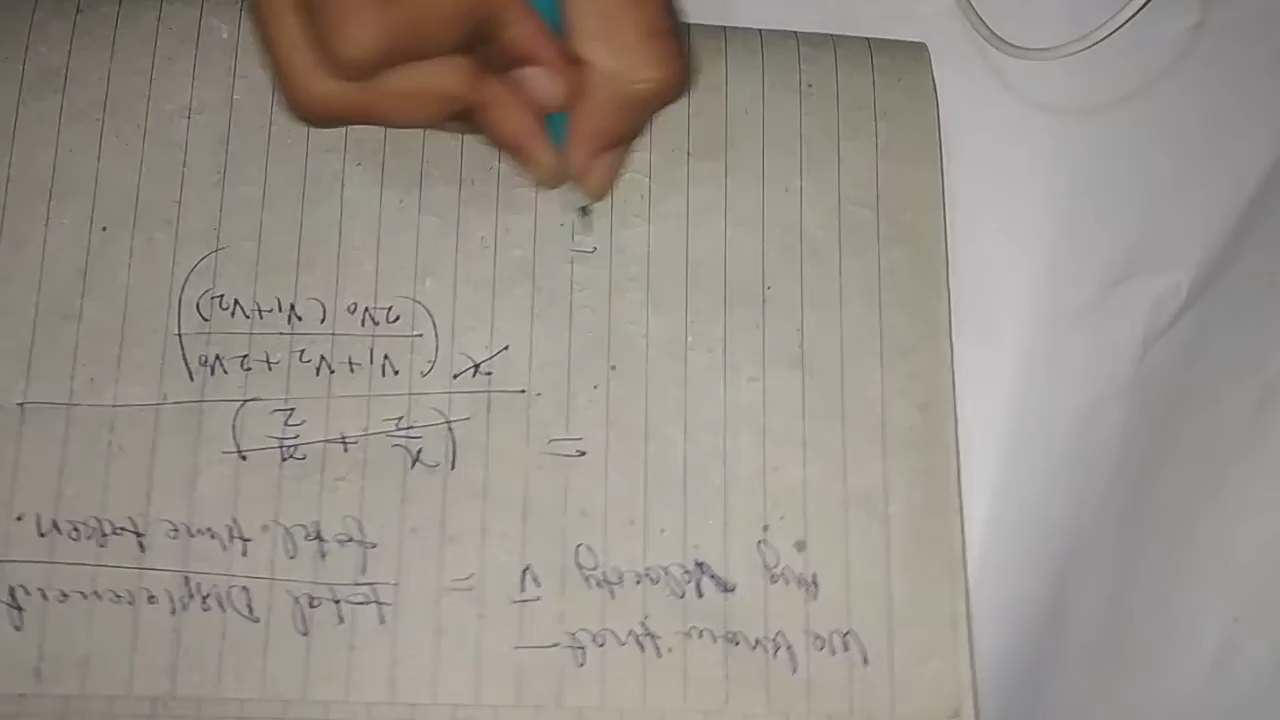 we know that —
Avg velocity v = total Displacement / total time taken.
= (x/2 + x/2) / x (v₁ + v₂ + 2v₀ / 2v₀ (v₁+v₂))